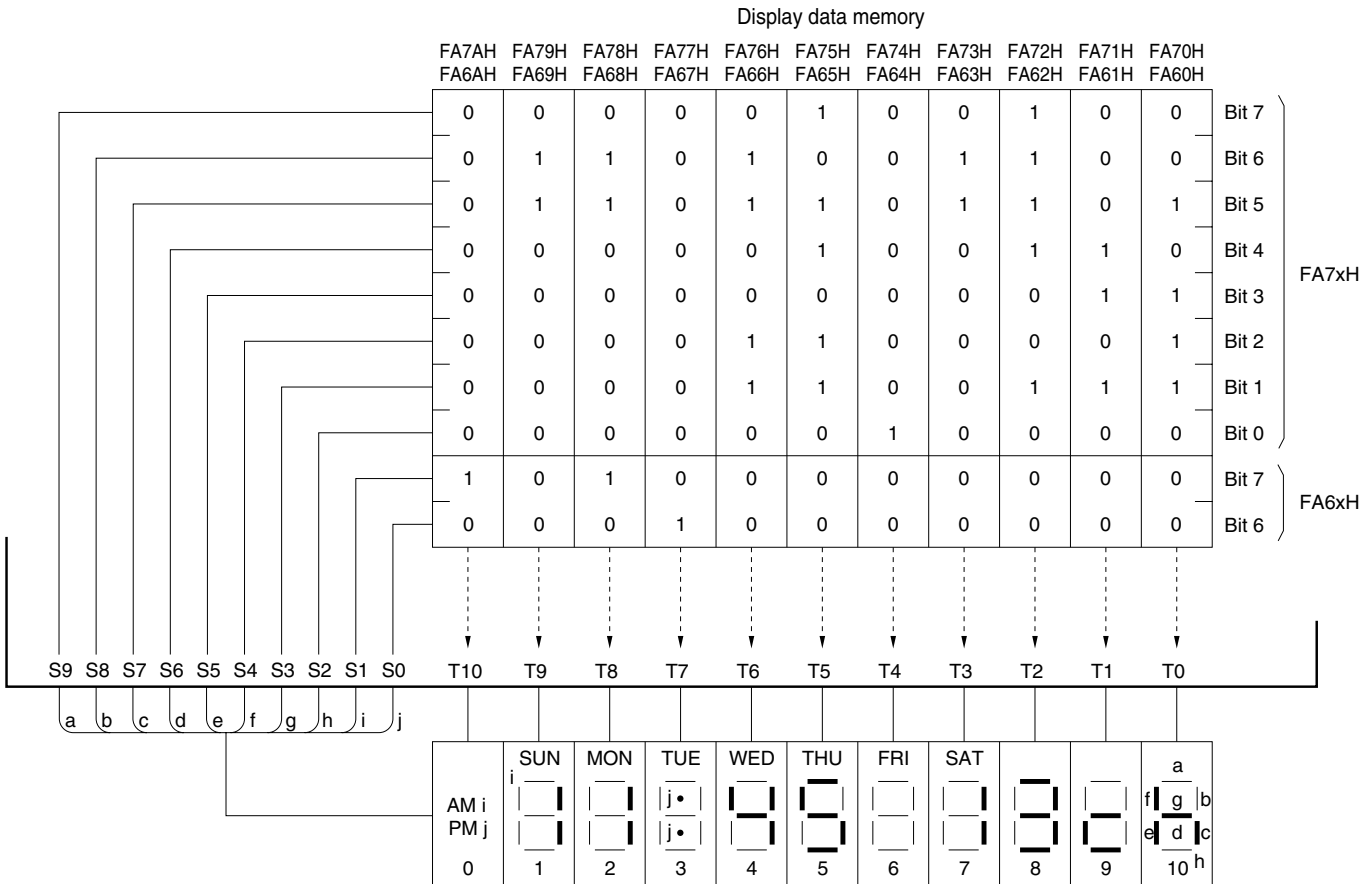 Display data memory
FA7AH FA79H FA78H FA77H FA76H FA75H FA74H FA73H FA72H FA71H FA70H
FA6AH FA69H FA68H FA67H FA66H FA65H FA64H FA63H FA62H FA61H FA60H
0 0 0 0 0 1 0 0 1 0 0 Bit 7
0 1 1 0 1 0 0 1 1 0 0 Bit 6
0 1 1 0 1 1 0 1 1 0 1 Bit 5
0 0 0 0 0 1 0 0 1 1 0 Bit 4
FA7xH
0 0 0 0 0 0 0 0 0 1 1 Bit 3
0 0 0 0 1 1 0 0 0 0 1 Bit 2
0 0 0 0 1 1 0 0 1 1 1 Bit 1
0 0 0 0 0 0 1 0 0 0 0 Bit 0
1 0 1 0 0 0 0 0 0 0 0 Bit 7
FA6xH
0 0 0 1 0 0 0 0 0 0 0 Bit 6
S9 S8 S7 S6 S5 S4 S3 S2 S1 S0 T10 T9 T8 T7 T6 T5 T4 T3 T2 T1 T0
a b c d e f g h i j
SUN MON TUE WED THU FRI SAT a
i
AM i j • f g b
PM j j • e d c
0 1 2 3 4 5 6 7 8 9 10 h